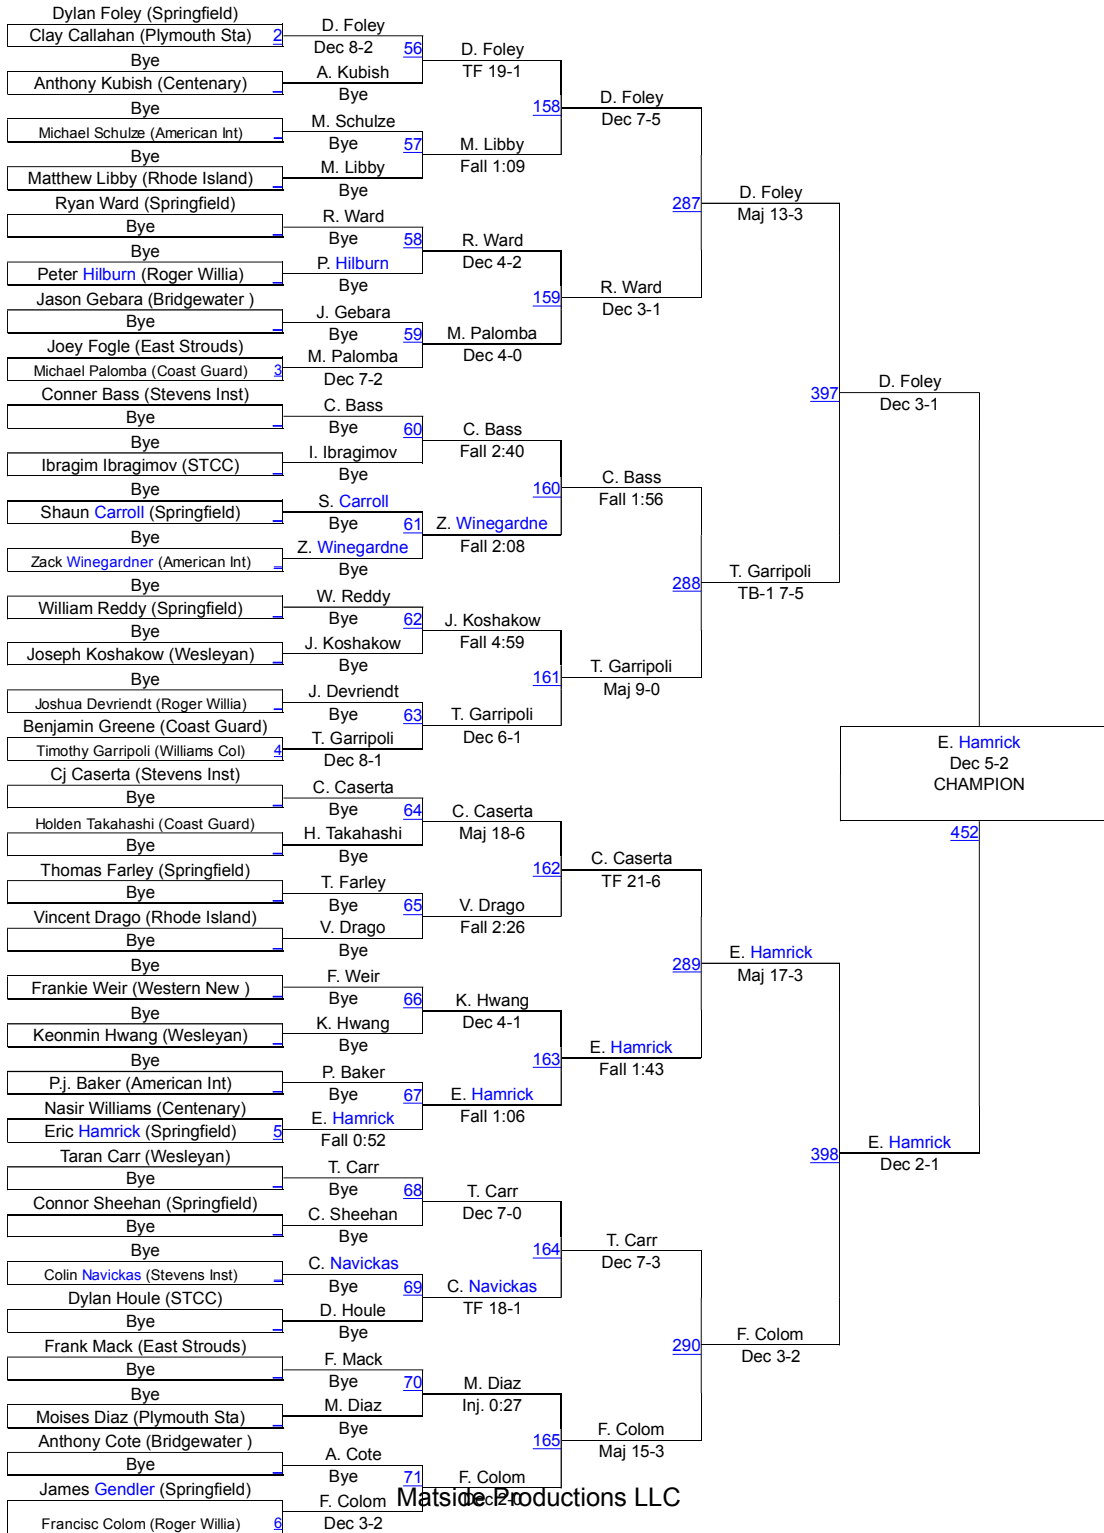 Dylan Foley (Springfield)
Clay Callahan (Plymouth Sta) 2
Bye
Anthony Kubish (Centenary)
Bye
Michael Schulze (American Int)
Bye
Matthew Libby (Rhode Island)
Ryan Ward (Springfield)
Bye
Bye
Peter Hilburn (Roger Willia)
Jason Gebara (Bridgewater )
Bye
Joey Fogle (East Strouds)
Michael Palomba (Coast Guard) 3
Conner Bass (Stevens Inst)
Bye
Bye
Ibragim Ibragimov (STCC)
Bye
Shaun Carroll (Springfield)
Bye
Zack Winegardner (American Int)
Bye
William Reddy (Springfield)
Bye
Joseph Koshakow (Wesleyan)
Bye
Joshua Devriendt (Roger Willia)
Benjamin Greene (Coast Guard)
Timothy Garripoli (Williams Col) 4
Cj Caserta (Stevens Inst)
Bye
Holden Takahashi (Coast Guard)
Bye
Thomas Farley (Springfield)
Bye
Vincent Drago (Rhode Island)
Bye
Bye
Frankie Weir (Western New )
Bye
Keonmin Hwang (Wesleyan)
Bye
P.j. Baker (American Int)
Nasir Williams (Centenary)
Eric Hamrick (Springfield) 5
Taran Carr (Wesleyan)
Bye
Connor Sheehan (Springfield)
Bye
Bye
Colin Navickas (Stevens Inst)
Dylan Houle (STCC)
Bye
Frank Mack (East Strouds)
Bye
Bye
Moises Diaz (Plymouth Sta)
Anthony Cote (Bridgewater )
Bye
James Gendler (Springfield)
Francisc Colom (Roger Willia) 6
D. Foley
Dec 8-2 56
A. Kubish
Bye
M. Schulze
Bye 57
M. Libby
Bye
R. Ward
Bye 58
P. Hilburn
Bye
J. Gebara
Bye 59
M. Palomba
Dec 7-2
C. Bass
Bye 60
I. Ibragimov
Bye
S. Carroll
Bye 61
Z. Winegardne
Bye
W. Reddy
Bye 62
J. Koshakow
Bye
J. Devriendt
Bye 63
T. Garripoli
Dec 8-1
C. Caserta
Bye 64
H. Takahashi
Bye
T. Farley
Bye 65
V. Drago
Bye
F. Weir
Bye 66
K. Hwang
Bye
P. Baker
Bye 67
E. Hamrick
Fall 0:52
T. Carr
Bye 68
C. Sheehan
Bye
C. Navickas
Bye 69
D. Houle
Bye
F. Mack
Bye 70
M. Diaz
Bye
A. Cote
Bye 71
F. Colom
Dec 3-2
D. Foley
TF 19-1
158
M. Libby
Fall 1:09
R. Ward
Dec 4-2
159
M. Palomba
Dec 4-0
C. Bass
Fall 2:40
160
Z. Winegardne
Fall 2:08
J. Koshakow
Fall 4:59
161
T. Garripoli
Dec 6-1
C. Caserta
Maj 18-6
162
V. Drago
Fall 2:26
K. Hwang
Dec 4-1
163
E. Hamrick
Fall 1:06
T. Carr
Dec 7-0
164
C. Navickas
TF 18-1
M. Diaz
Inj. 0:27
165
F. Colom
Dec 2-0
D. Foley
Dec 7-5
287
R. Ward
Dec 3-1
C. Bass
Fall 1:56
288
T. Garripoli
Maj 9-0
C. Caserta
TF 21-6
289
E. Hamrick
Fall 1:43
T. Carr
Dec 7-3
290
F. Colom
Maj 15-3
D. Foley
Maj 13-3
397
T. Garripoli
TB-1 7-5
E. Hamrick
Maj 17-3
398
F. Colom
Dec 3-2
D. Foley
Dec 3-1
E. Hamrick
Dec 5-2
CHAMPION
452
E. Hamrick
Dec 2-1
Matside Productions LLC